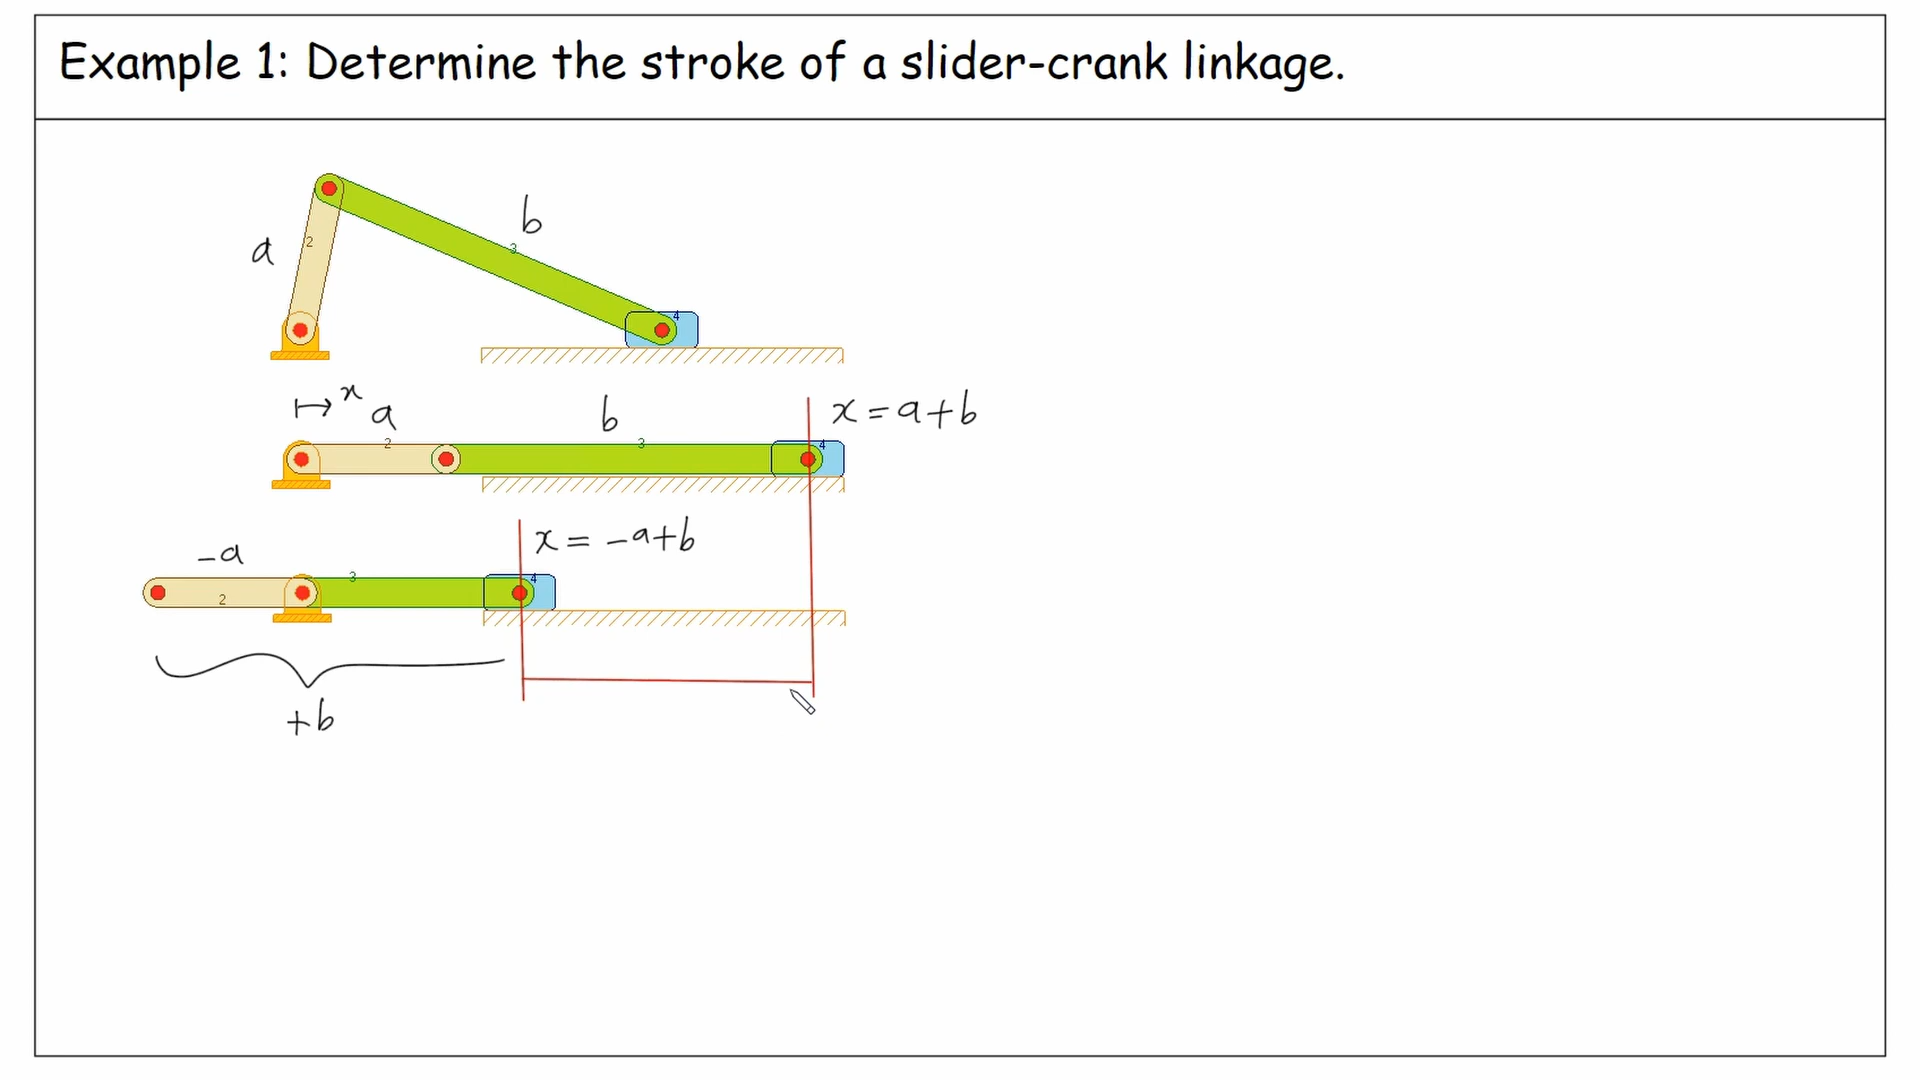 Example 1: Determine the stroke of a slider-crank linkage.
b
3
a
2
4
x
a
b
x = a+b
2
3
4
x = -a+b
-a
3
4
2
+b